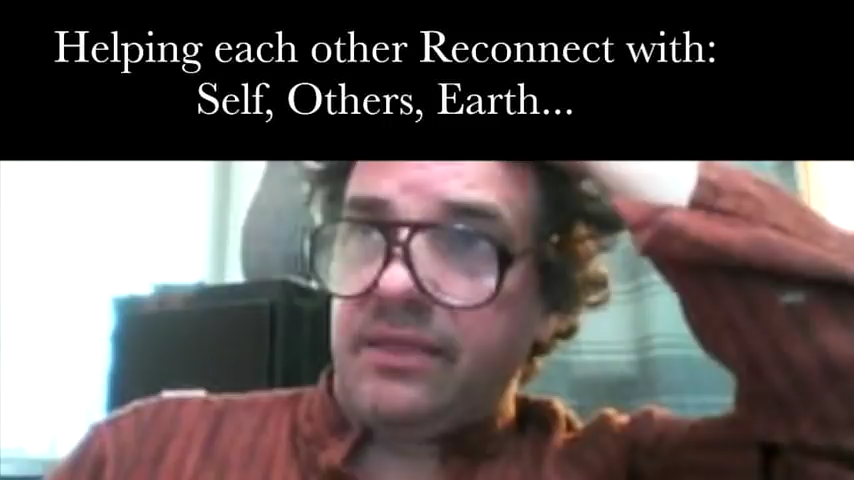 Helping each other Reconnect with:
Self, Others, Earth...